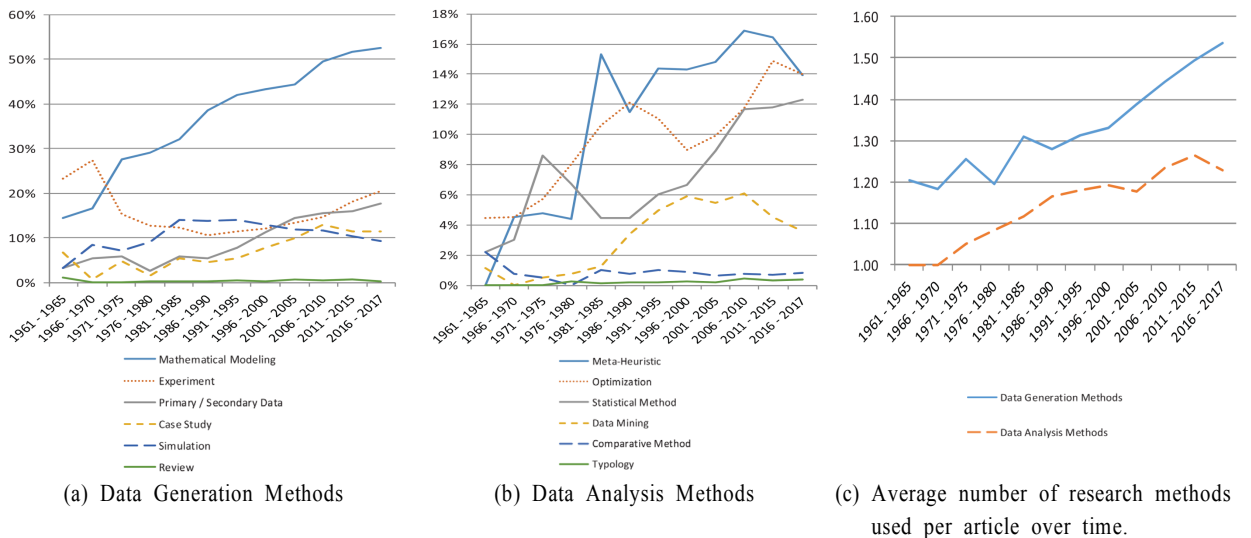 60%
50%
40%
30%
20%
10%
0%
1961 - 1965
1966 - 1970
1971 - 1975
1976 - 1980
1981 - 1985
1986 - 1990
1991 - 1995
1996 - 2000
2001 - 2005
2006 - 2010
2011 - 2015
2016 - 2017
Mathematical Modeling
Experiment
Primary / Secondary Data
Case Study
Simulation
Review
(a) Data Generation Methods
18%
16%
14%
12%
10%
8%
6%
4%
2%
0%
1961 - 1965
1966 - 1970
1971 - 1975
1976 - 1980
1981 - 1985
1986 - 1990
1991 - 1995
1996 - 2000
2001 - 2005
2006 - 2010
2011 - 2015
2016 - 2017
Meta-Heuristic
Optimization
Statistical Method
Data Mining
Comparative Method
Typology
(b) Data Analysis Methods
1.60
1.50
1.40
1.30
1.20
1.10
1.00
1961 - 1965
1966 - 1970
1971 - 1975
1976 - 1980
1981 - 1985
1986 - 1990
1991 - 1995
1996 - 2000
2001 - 2005
2006 - 2010
2011 - 2015
2016 - 2017
Data Generation Methods
Data Analysis Methods
(c) Average number of research methods
used per article over time.